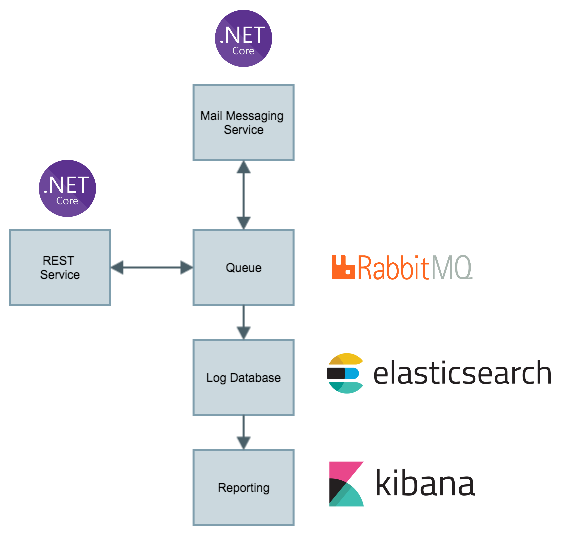 .NET
Core
Mail Messaging
Service
.NET
Core
REST
Service
Queue
RabbitMQ
Log Database
elasticsearch
Reporting
kibana